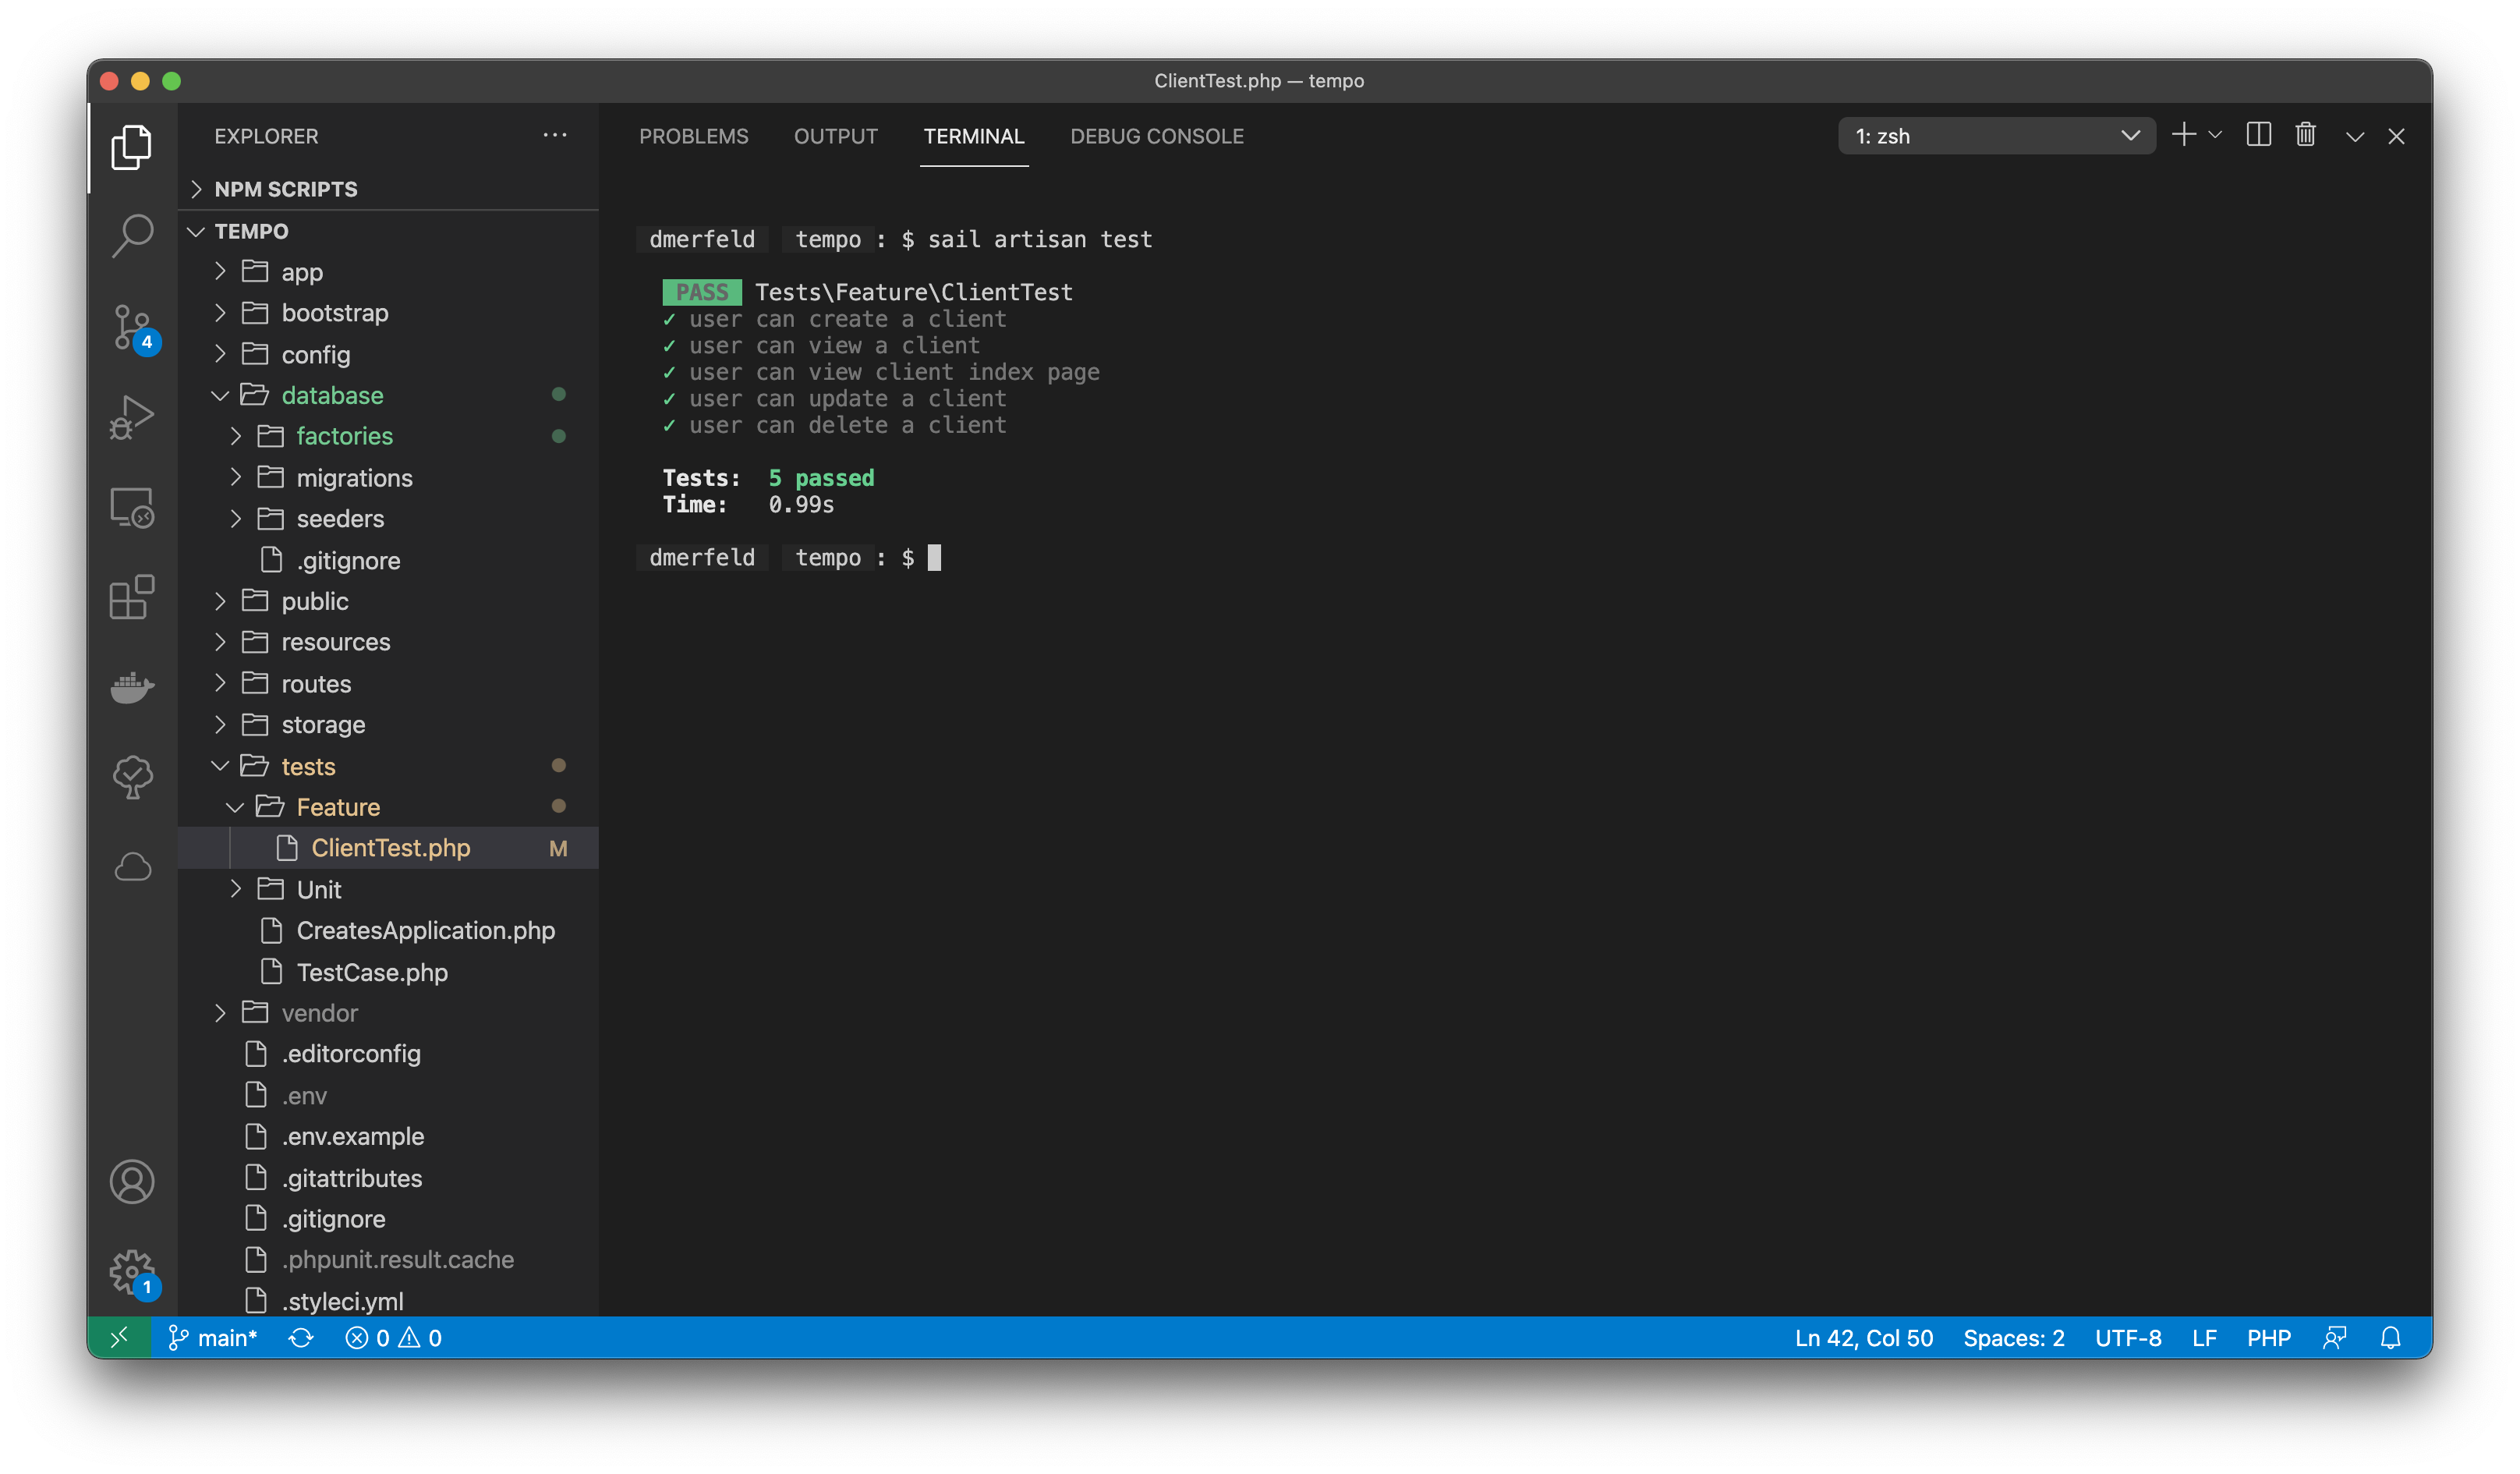 ClientTest.php — tempo
EXPLORER
NPM SCRIPTS
TEMPO
app
bootstrap
config
database
factories
migrations
seeders
.gitignore
public
resources
routes
storage
tests
Feature
ClientTest.php M
Unit
CreatesApplication.php
TestCase.php
vendor
.editorconfig
.env
.env.example
.gitattributes
.gitignore
.phpunit.result.cache
.styleci.yml
4
1
PROBLEMS OUTPUT TERMINAL DEBUG CONSOLE 1: zsh
dmerfeld tempo : $ sail artisan test
PASS Tests\Feature\ClientTest
✓ user can create a client
✓ user can view a client
✓ user can view client index page
✓ user can update a client
✓ user can delete a client
Tests: 5 passed
Time: 0.99s
dmerfeld tempo : $
main* 0 0 Ln 42, Col 50 Spaces: 2 UTF-8 LF PHP